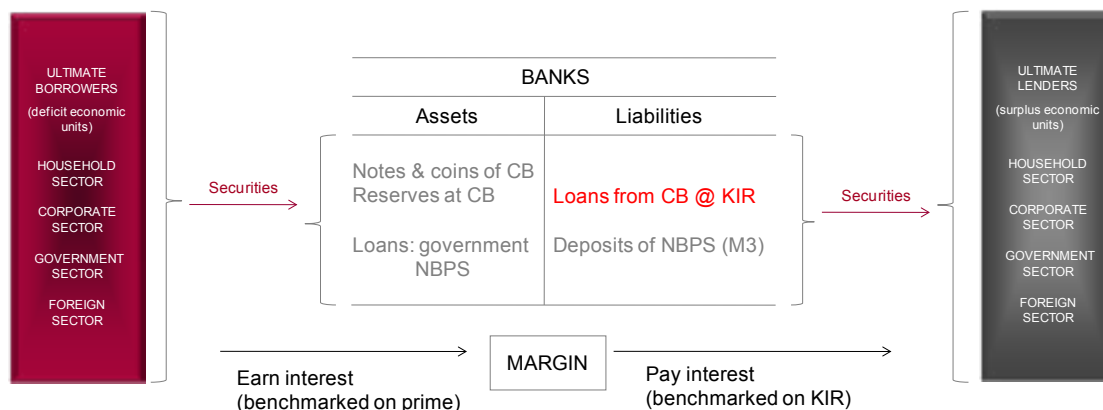 ULTIMATE
BORROWERS
(deficit economic
units)
HOUSEHOLD
SECTOR
CORPORATE
SECTOR
GOVERNMENT
SECTOR
FOREIGN
SECTOR
Securities
BANKS
Assets
Liabilities
Notes & coins of CB
Reserves at CB
Loans: government
NBPS
Loans from CB @ KIR
Deposits of NBPS (M3)
Securities
ULTIMATE
LENDERS
(surplus economic
units)
HOUSEHOLD
SECTOR
CORPORATE
SECTOR
GOVERNMENT
SECTOR
FOREIGN
SECTOR
Earn interest
(benchmarked on prime)
MARGIN
Pay interest
(benchmarked on KIR)